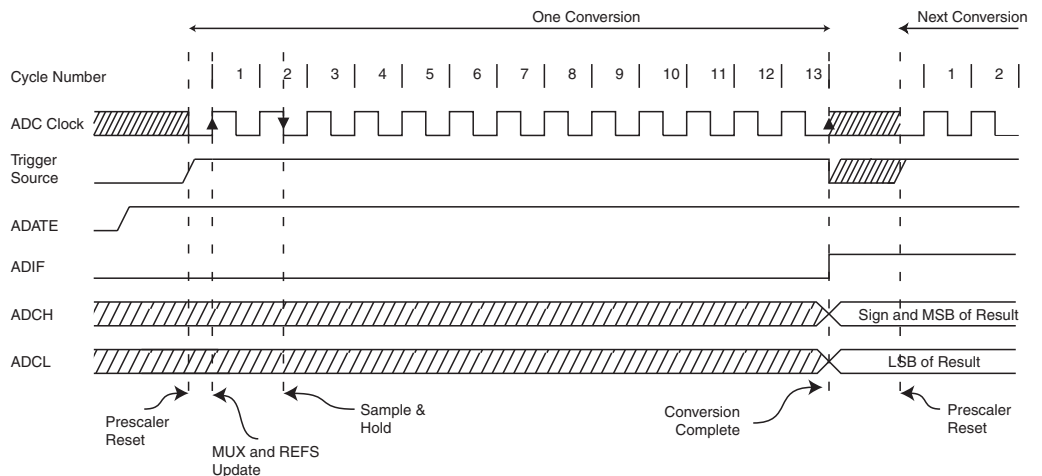 One Conversion
Next Conversion
Cycle Number
1 2 3 4 5 6 7 8 9 10 11 12 13 1 2
ADC Clock
Trigger
Source
ADATE
ADIF
ADCH
Sign and MSB of Result
ADCL
LSB of Result
Prescaler
Reset
MUX and REFS
Update
Sample &
Hold
Conversion
Complete
Prescaler
Reset